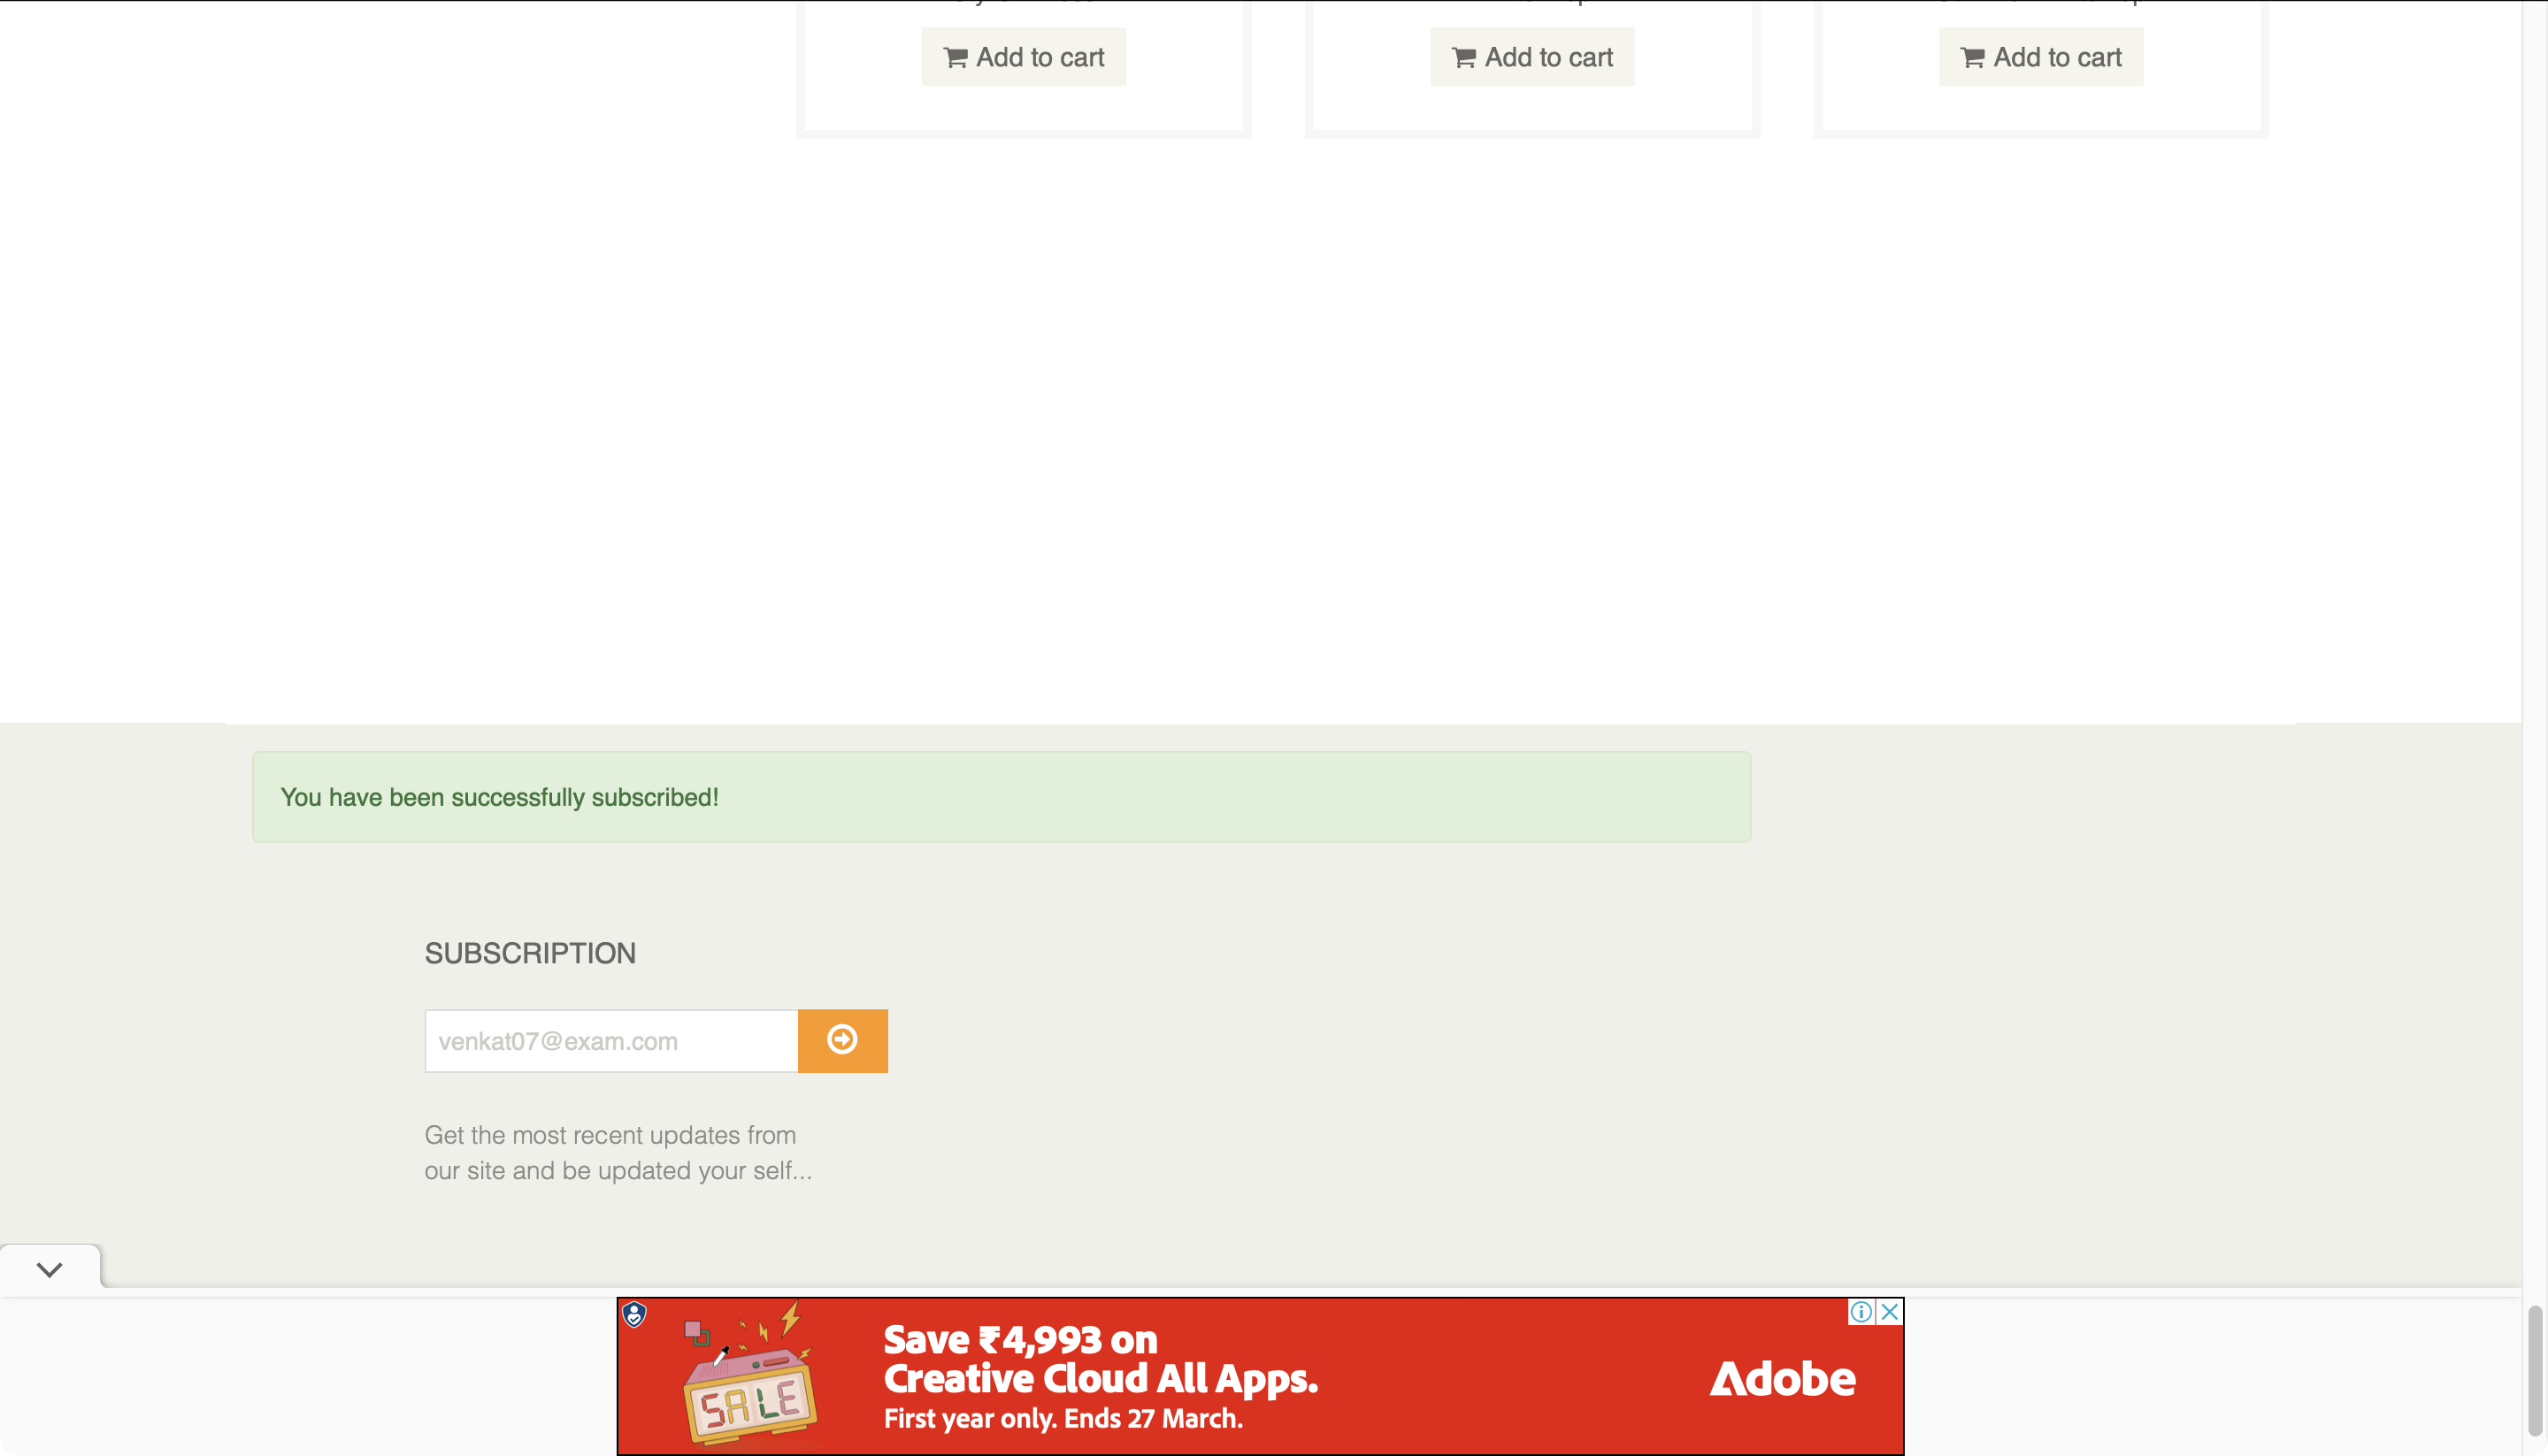 Add to cart
Add to cart
Add to cart
You have been successfully subscribed!
SUBSCRIPTION
venkat07@exam.com
Get the most recent updates from
our site and be updated your self...
SALE
Save ₹4,993 on
Creative Cloud All Apps.
First year only. Ends 27 March.
Adobe